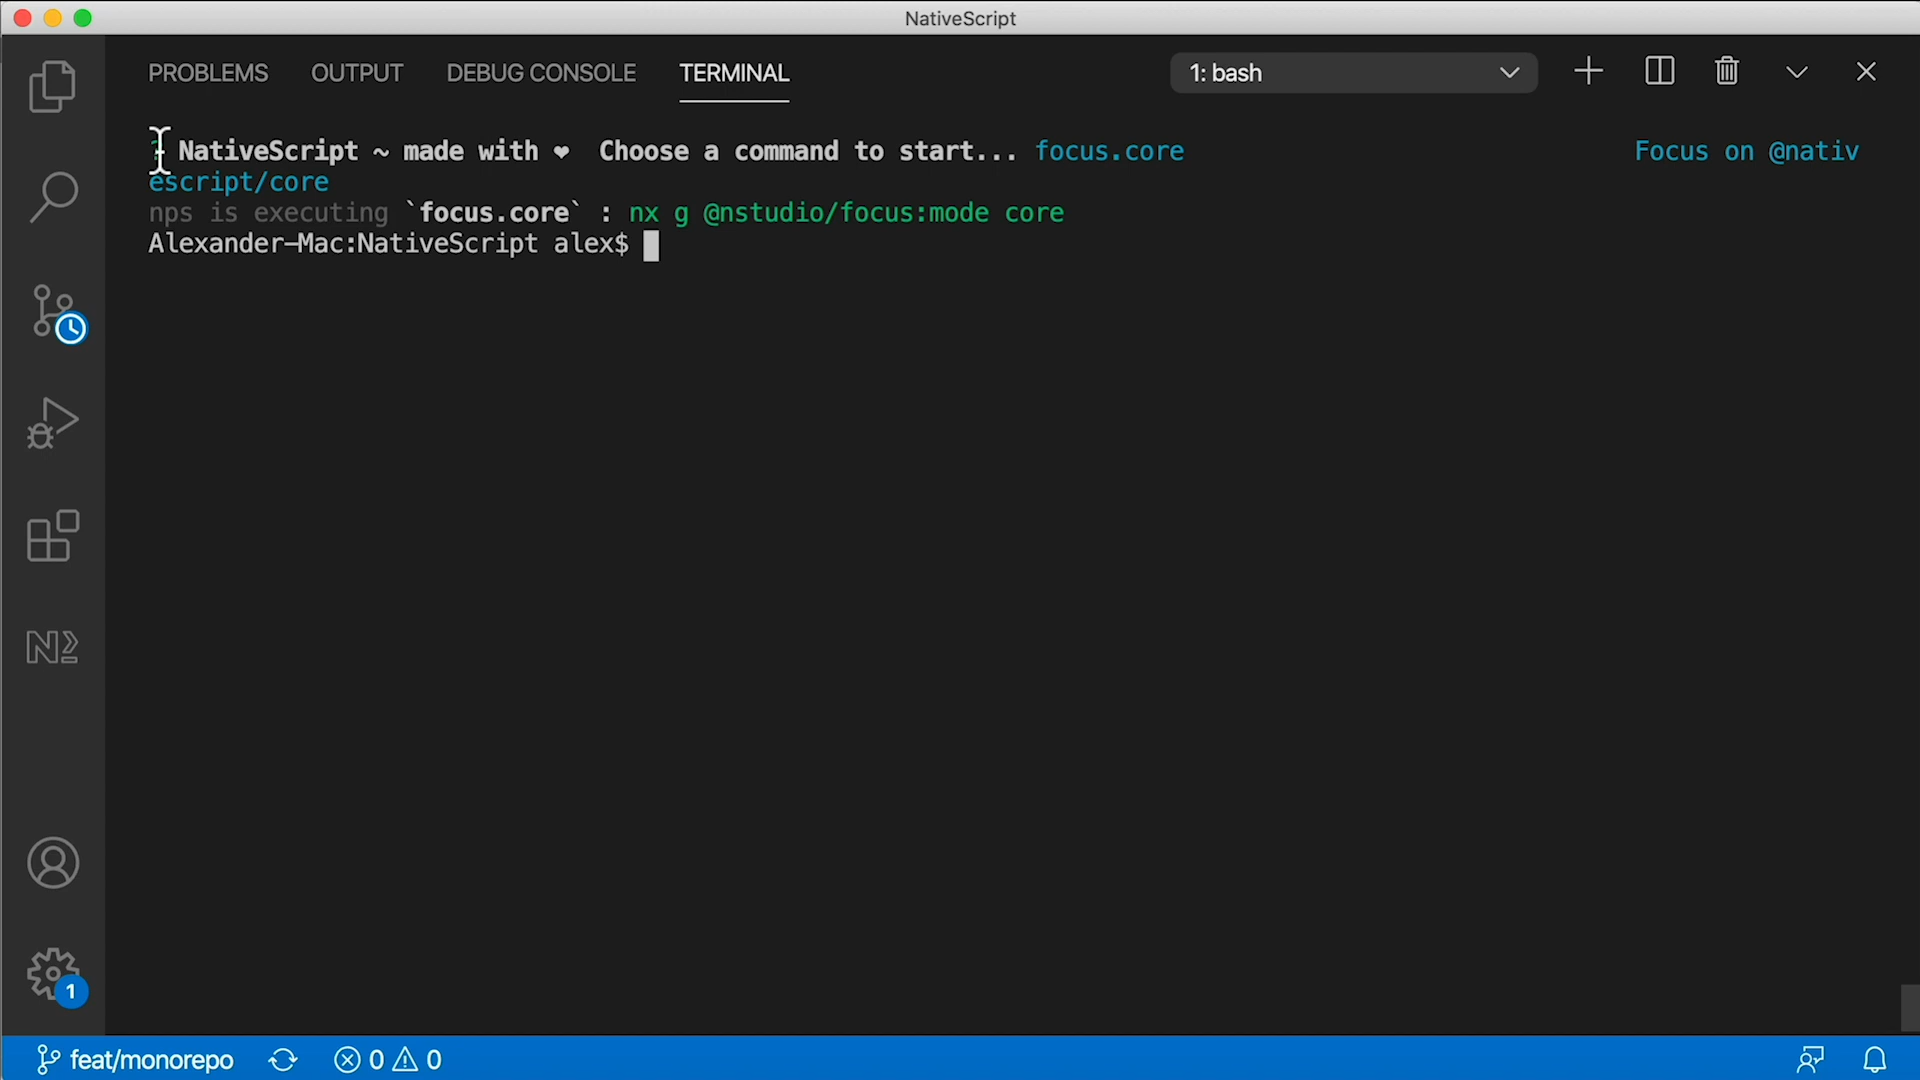 NativeScript
PROBLEMS OUTPUT DEBUG CONSOLE TERMINAL 1: bash
? NativeScript ~ made with ❤ Choose a command to start... focus.core Focus on @nativ
escript/core
nps is executing `focus.core` : nx g @nstudio/focus:mode core
Alexander-Mac:NativeScript alex$
1
feat/monorepo 0 0